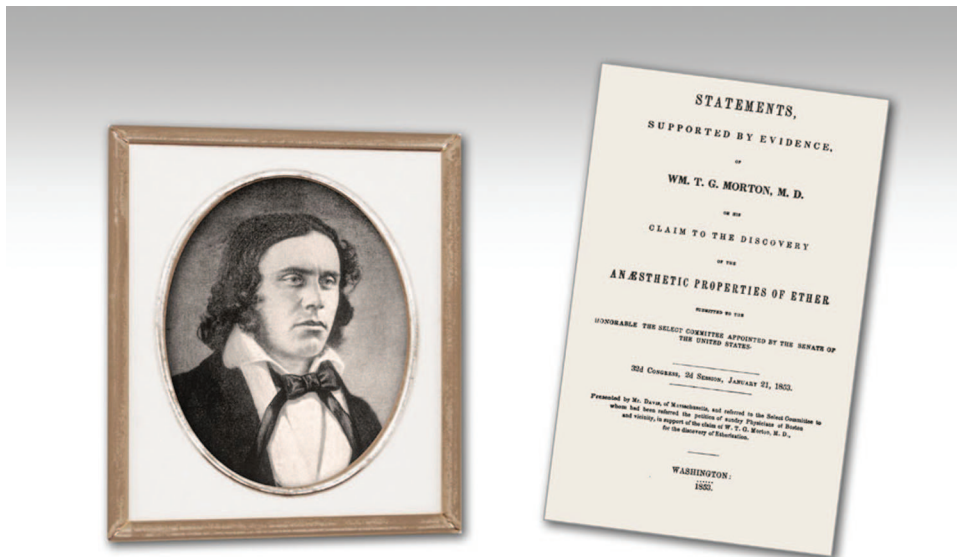 STATEMENTS,
SUPPORTED BY EVIDENCE,
OF
WM. T. G. MORTON, M. D.
ON HIS
CLAIM TO THE DISCOVERY
OF THE
ANÆSTHETIC PROPERTIES OF ETHER
SUBMITTED TO THE
HONORABLE THE SELECT COMMITTEE APPOINTED BY THE SENATE OF
THE UNITED STATES.
32d Congress, 2d Session, January 21, 1853.
Presented by Mr. Davis, of Massachusetts, and referred to the Select Committee to
whom had been referred the petition of sundry Physicians of Boston
and vicinity, in support of the claim of W. T. G. Morton, M. D.,
for the discovery of Etherization.
WASHINGTON:
1853.